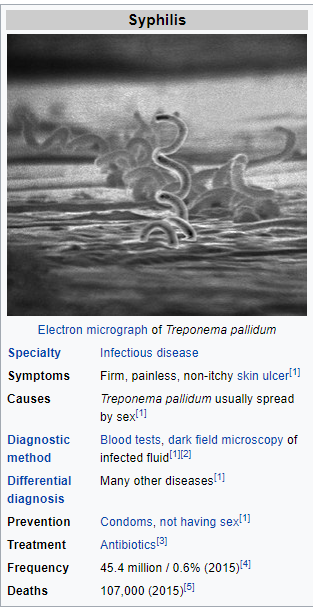 Syphilis
Electron micrograph of Treponema pallidum
Specialty Infectious disease
Symptoms Firm, painless, non-itchy skin ulcer[1]
Causes Treponema pallidum usually spread
by sex[1]
Diagnostic Blood tests, dark field microscopy of
method infected fluid[1][2]
Differential Many other diseases[1]
diagnosis
Prevention Condoms, not having sex[1]
Treatment Antibiotics[3]
Frequency 45.4 million / 0.6% (2015)[4]
Deaths 107,000 (2015)[5]